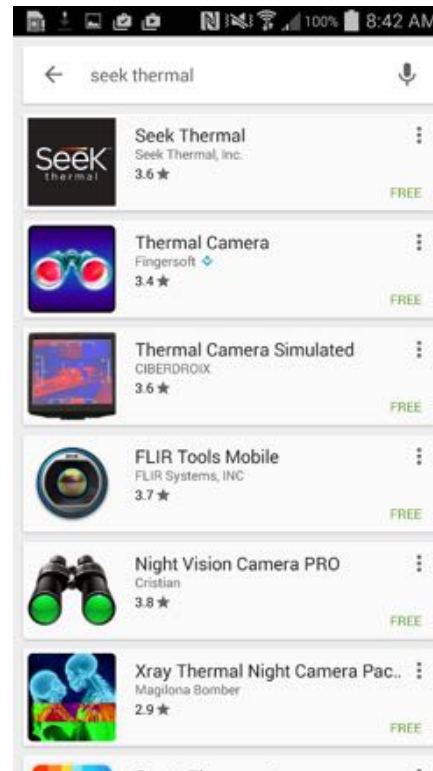 100% 8:42 AM
seek thermal
SeeK
thermal
Seek Thermal
Seek Thermal, Inc.
3.6★
FREE
Thermal Camera
Fingersoft
3.4★
FREE
Thermal Camera Simulated
CIBERDROIX
3.6★
FREE
FLIR Tools Mobile
FLIR Systems, INC
3.7★
FREE
Night Vision Camera PRO
Cristian
3.8★
FREE
Xray Thermal Night Camera Pac..
Magilona Bomber
2.9★
FREE